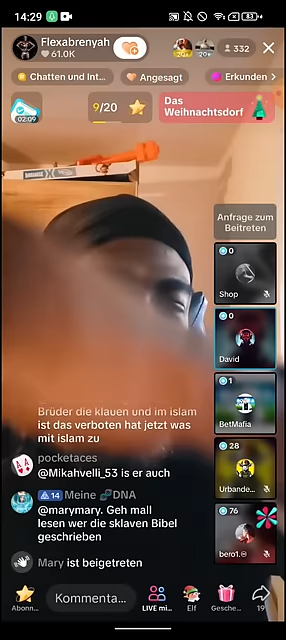 14:29
83
Flexabrenyah
61.0K
20+
332
Chatten und Int...
Angesagt
Erkunden
02:09
9/20
Das
Weihnachtsdorf
Anfrage zum
Beitreten
0
Shop
0
David
1
BetMafia
28
Urbande...
76
bero1.
Brüder die klauen und im islam
ist das verboten hat jetzt was
mit islam zu
pocketaces
@Mikahvelli_53 is er auch
14 Meine DNA
@marymary. Geh mall
lesen wer die sklaven Bibel
geschrieben
Mary ist beigetreten
Abonn...
Kommenta...
LIVE mi...
Elf
Gesche...
19